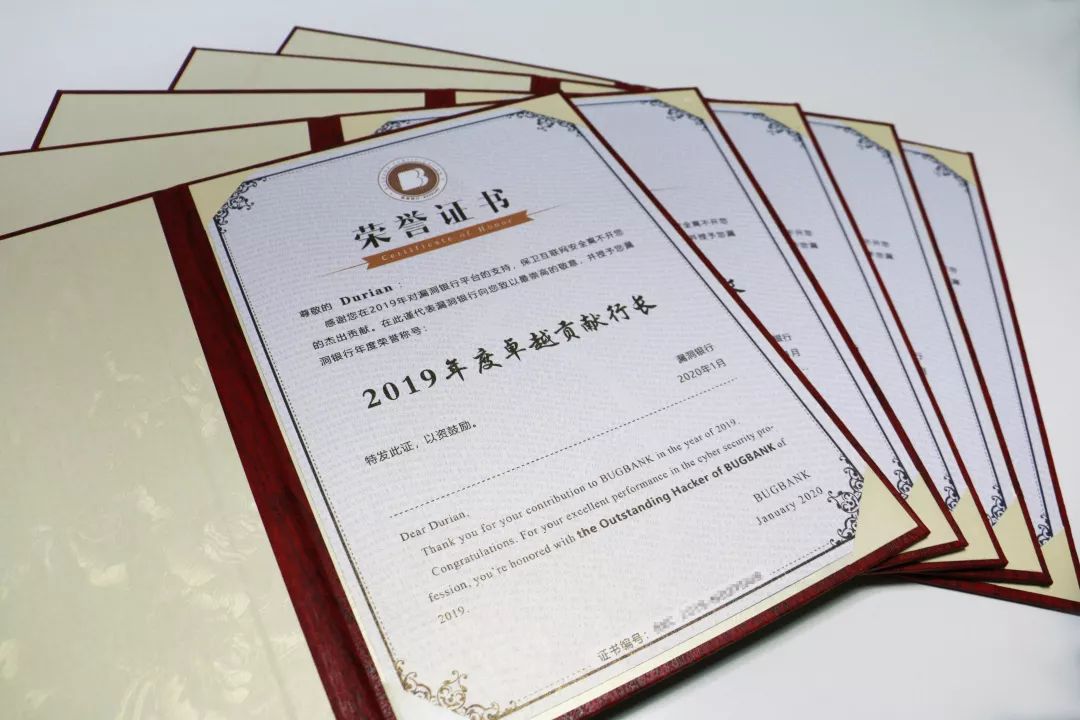 荣誉证书
Certificate of Honor
尊敬的 Durian：
感谢您在2019年对漏洞银行平台的支持，保卫互联网安全离不开您
的杰出贡献。在此谨代表漏洞银行向您致以最崇高的敬意，并授予您漏
洞银行年度荣誉称号：
2019年度卓越贡献行长
特发此证，以资鼓励。
漏洞银行
2020年1月
Dear Durian,
Thank you for your contribution to BUGBANK in the year of 2019.
Congratulations. For your excellent performance in the cyber security pro-
fession, you're honored with the Outstanding Hacker of BUGBANK of
2019.
BUGBANK
January 2020
证书编号：